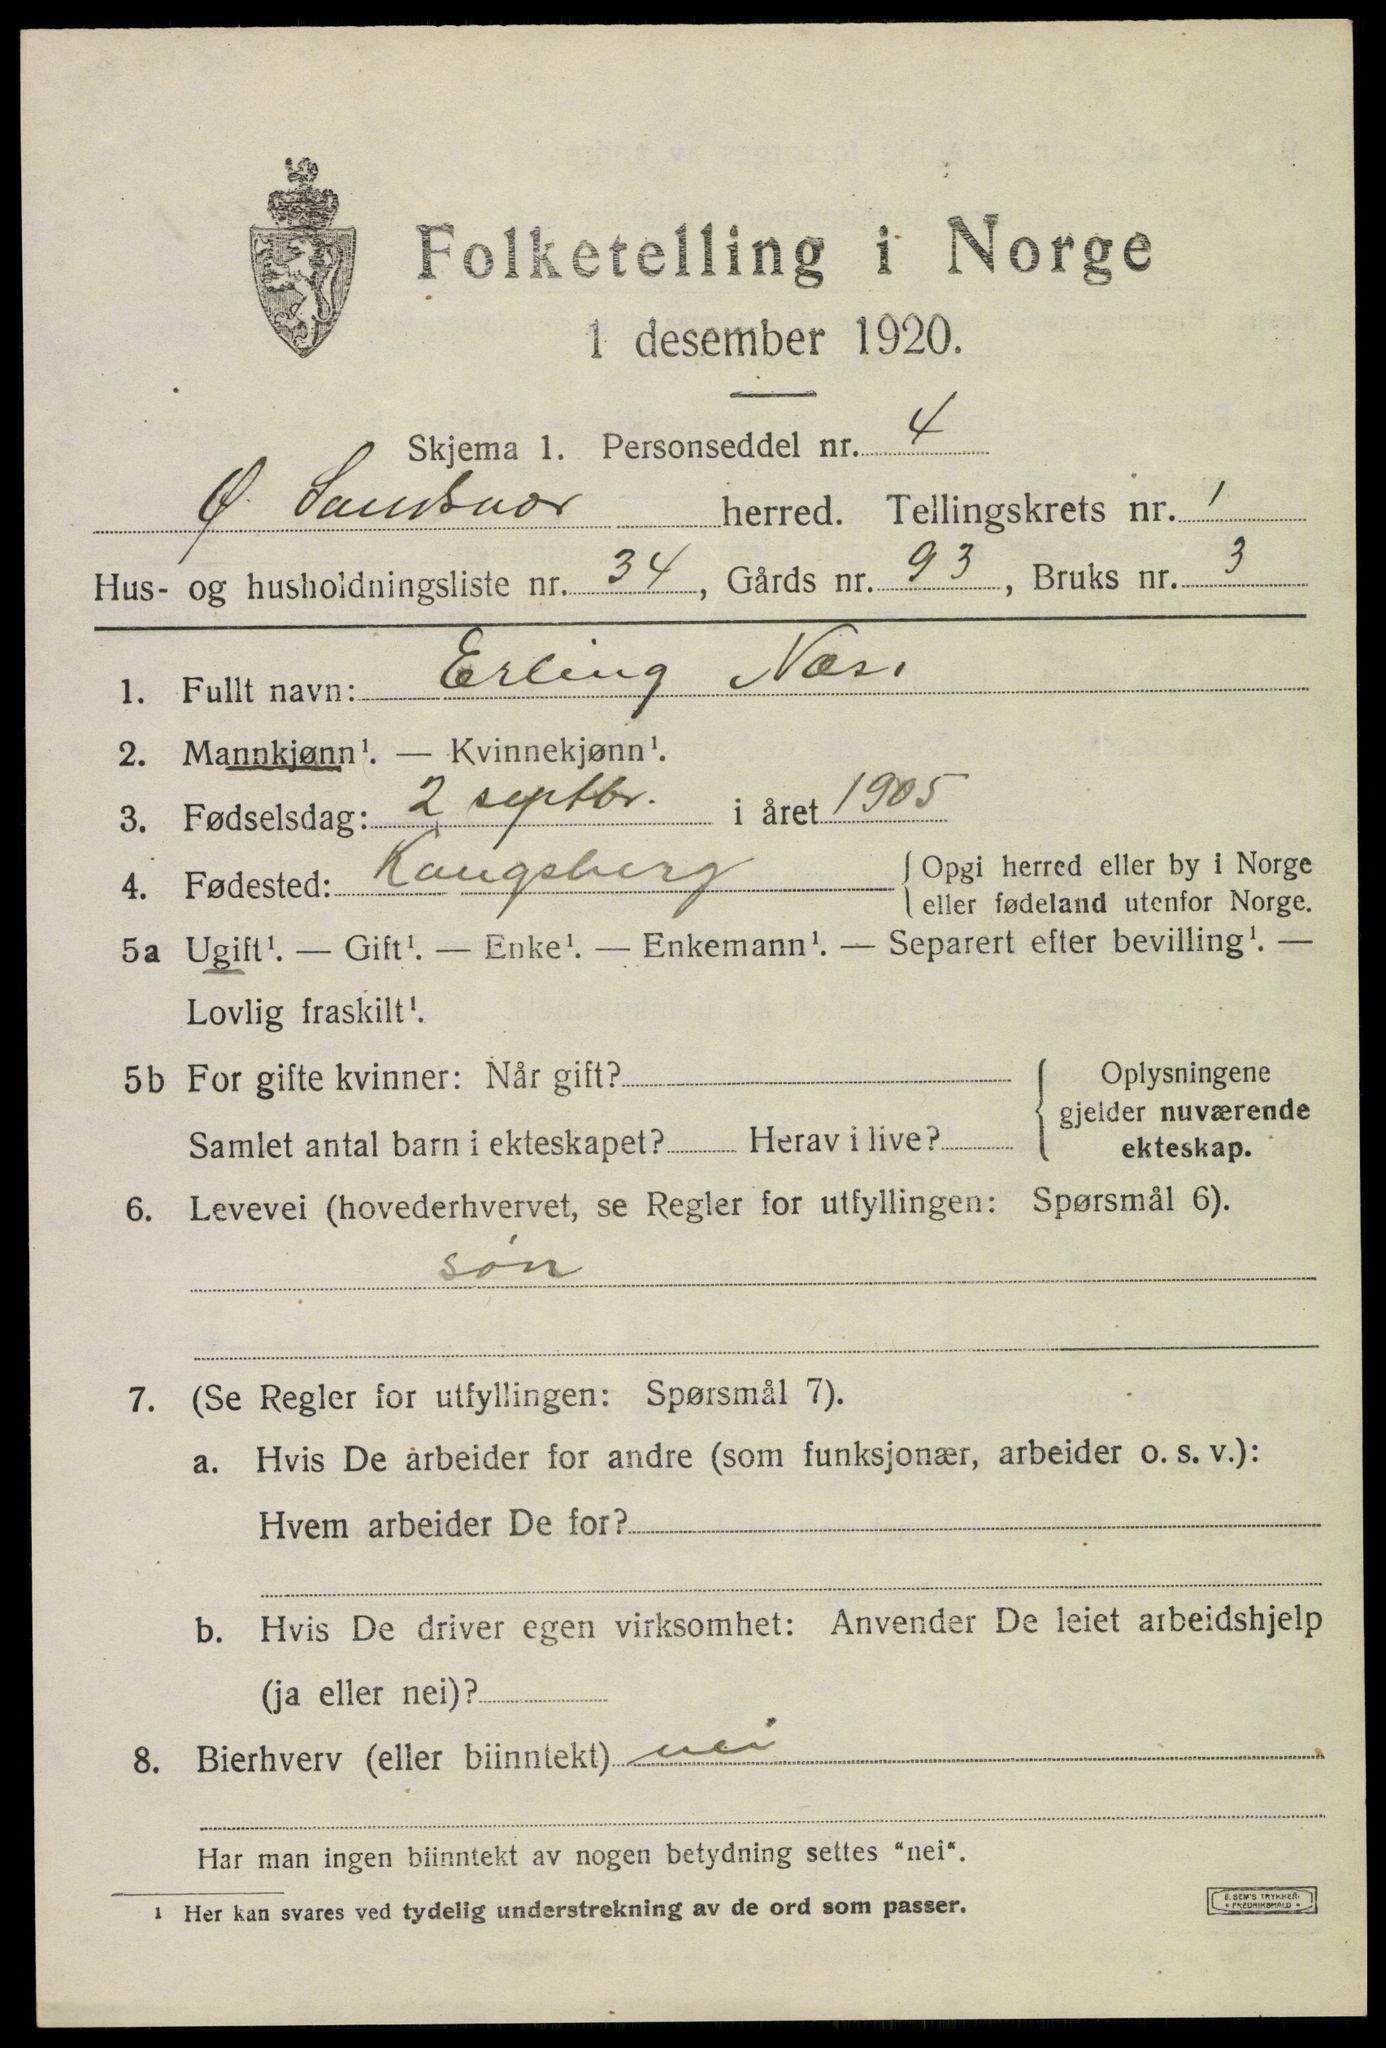 Folketelling i Norge
1 desember 1920.
Skjema 1. Personseddel nr. 4
Ø. Sandsvær herred. Tellingskrets nr. 1
Hus- og husholdningsliste nr. 34, Gårds nr. 93, Bruks nr. 3
1. Fullt navn: Erling Næs.
2. Mannkjønn¹. — Kvinnekjønn¹.
3. Fødselsdag: 2 septbr. i året 1905
4. Fødested: Kongsberg { Opgi herred eller by i Norge
eller fødeland utenfor Norge.
5a Ugift¹. — Gift¹. — Enke¹. — Enkemann¹. — Separert efter bevilling¹. —
Lovlig fraskilt¹.
5b For gifte kvinner: Når gift? { Oplysningene
gjelder nuværende
Samlet antal barn i ekteskapet? Herav i live? ekteskap.
6. Levevei (hovederhvervet, se Regler for utfyllingen: Spørsmål 6).
søn
7. (Se Regler for utfyllingen: Spørsmål 7).
a. Hvis De arbeider for andre (som funksjonær, arbeider o. s. v.):
Hvem arbeider De for?
b. Hvis De driver egen virksomhet: Anvender De leiet arbeidshjelp
(ja eller nei)?
8. Bierhverv (eller biinntekt) nei
Har man ingen biinntekt av nogen betydning settes "nei".
¹ Her kan svares ved tydelig understrekning av de ord som passer.
E. SEM'S TRYKKERI
* FREDRIKSHALD *